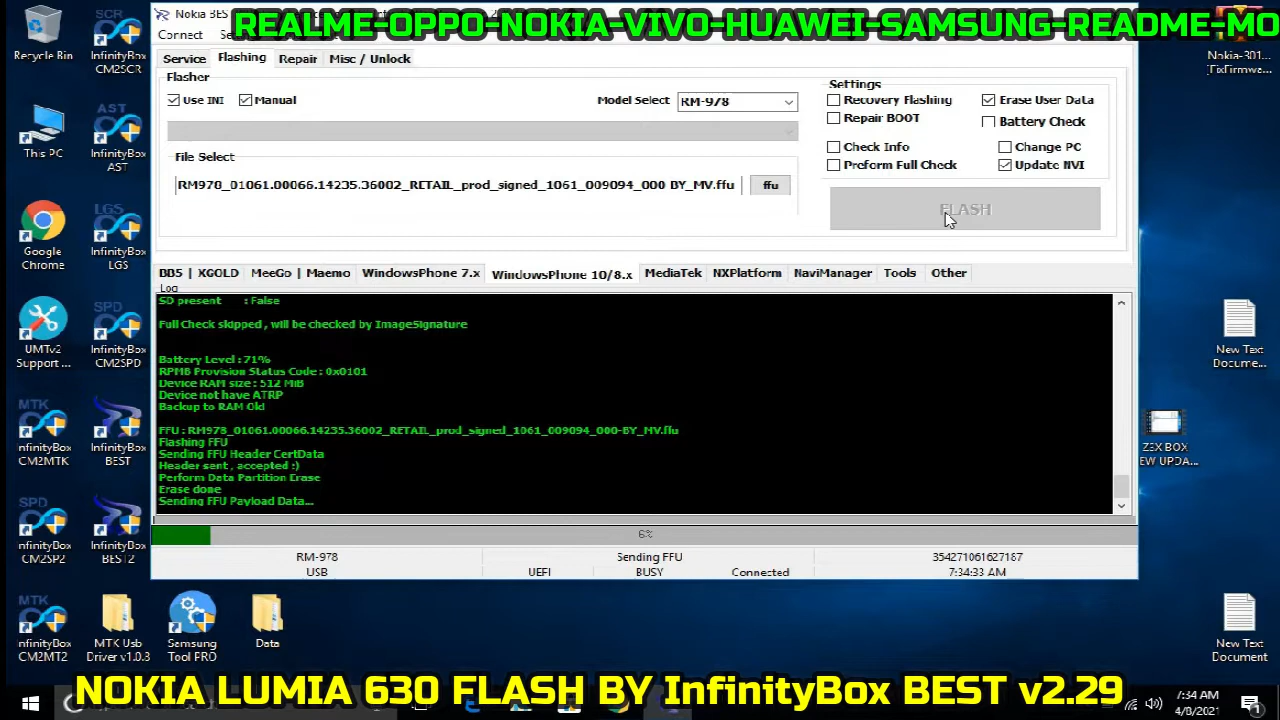 REALME-OPPO-NOKIA-VIVO-HUAWEI-SAMSUNG-README-MO
Nokia BES
Connect
Service
Flashing
Repair
Misc / Unlock
Flasher
Use INI
Manual
Model Select
RM-978
File Select
RM978_01061.00066.14235.36002_RETAIL_prod_signed_1061_009094_000 BY_MV.ffu
ffu
Settings
Recovery Flashing
Erase User Data
Repair BOOT
Battery Check
Check Info
Change PC
Preform Full Check
Update NVI
FLASH
BB5 | XGOLD
MeeGo | Maemo
WindowsPhone 7.x
WindowsPhone 10/8.x
MediaTek
NXPlatform
NaviManager
Tools
Other
Log
SD present : False
Full Check skipped , will be checked by ImageSignature
Battery Level : 71%
RPMB Provision Status Code : 0x0101
Device RAM size : 512 MiB
Device not have ATRP
Backup to RAM Old
FFU : RM978_01061.00066.14235.36002_RETAIL_prod_signed_1061_009094_000-BY_MV.ffu
Flashing FFU
Sending FFU Header CertData
Header sent , accepted :)
Perform Data Partition Erase
Erase done
Sending FFU Payload Data...
6%
RM-978
Sending FFU
354271061627187
USB
UEFI
BUSY
Connected
7:34:33 AM
Recycle Bin
SCR
InfinityBox
CM2SCR
This PC
AST
InfinityBox
AST
Google
Chrome
LGS
InfinityBox
LGS
UMTv2
Support ...
SPD
InfinityBox
CM2SPD
MTK
InfinityBox
CM2MTK
InfinityBox
BEST
SPD
InfinityBox
CM2SP2
InfinityBox
BEST2
MTK
InfinityBox
CM2MT2
MTK Usb
Driver v1.0.3
Samsung
Tool PRO
Data
Nokia-301...
New Text
Docume...
Z3X BOX
EW UPDA...
New Text
Document
NOKIA LUMIA 630 FLASH BY InfinityBox BEST v2.29
7:34 AM
4/8/2021